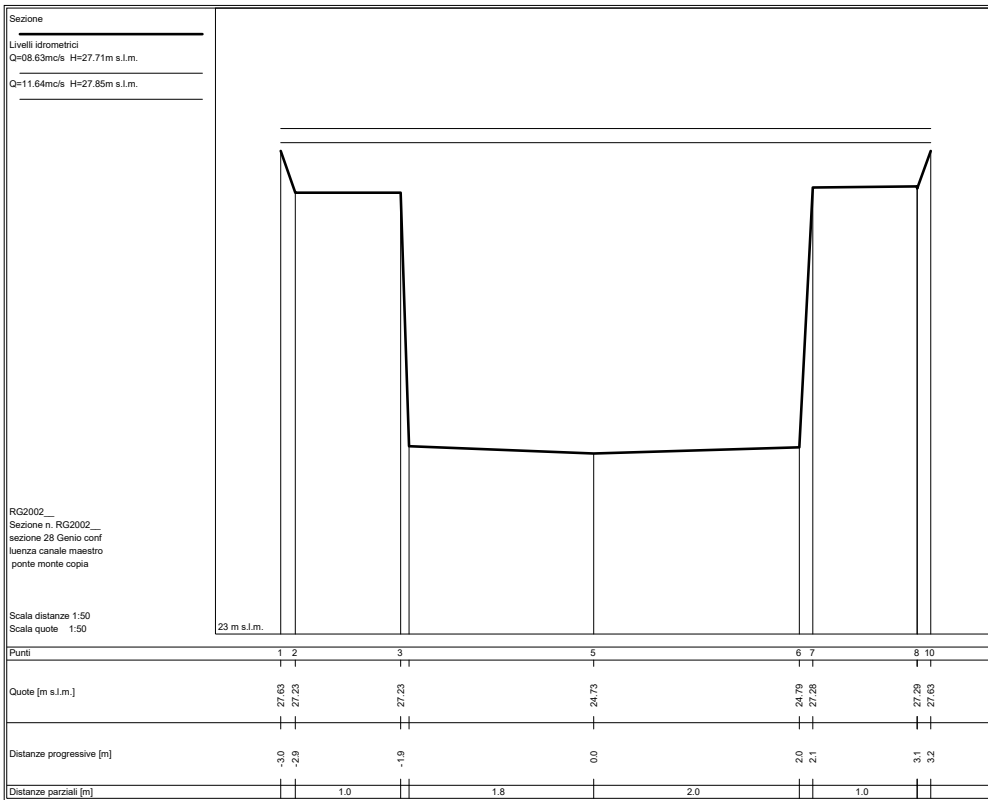 Sezione
Livelli idrometrici
Q=08.63mc/s H=27.71m s.l.m.
Q=11.64mc/s H=27.85m s.l.m.
RG2002__
Sezione n. RG2002__
sezione 28 Genio conf
luenza canale maestro
ponte monte copia
Scala distanze 1:50
Scala quote 1:50
23 m s.l.m.
Punti 1 2 3 5 6 7 8 10
Quote [m s.l.m.] 27.63 27.23 27.23 24.73 24.79 27.28 27.29 27.63
Distanze progressive [m] -3.0 -2.9 -1.9 0.0 2.0 2.1 3.1 3.2
Distanze parziali [m] 1.0 1.8 2.0 1.0